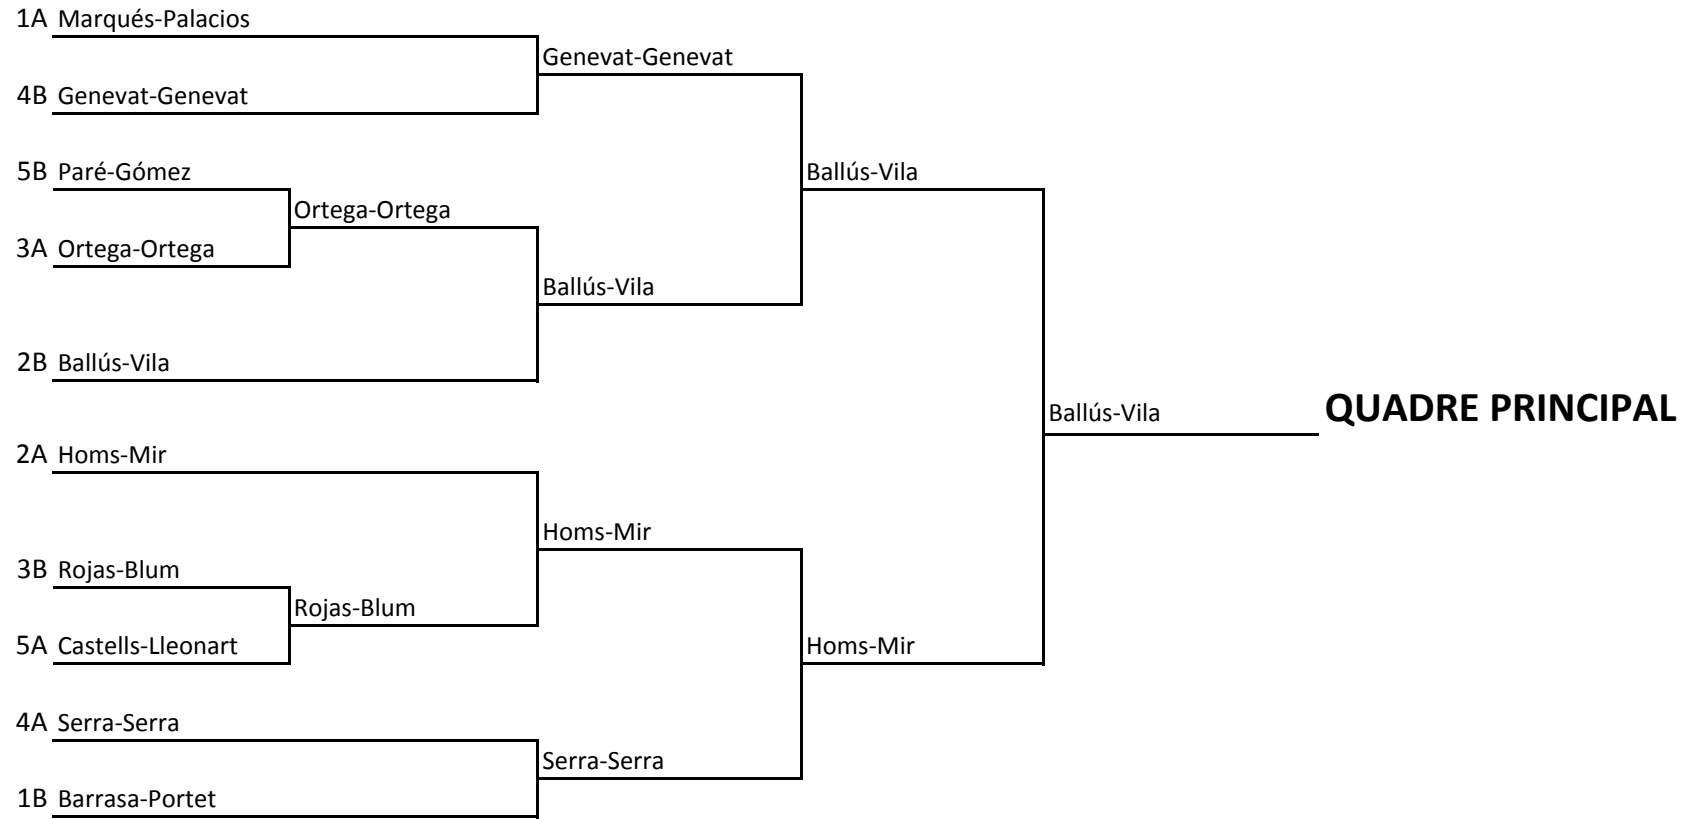 1A Marqués-Palacios
Genevat-Genevat
4B Genevat-Genevat
5B Paré-Gómez
Ballús-Vila
Ortega-Ortega
3A Ortega-Ortega
Ballús-Vila
2B Ballús-Vila
Ballús-Vila
QUADRE PRINCIPAL
2A Homs-Mir
Homs-Mir
3B Rojas-Blum
Rojas-Blum
5A Castells-Lleonart
Homs-Mir
4A Serra-Serra
Serra-Serra
1B Barrasa-Portet